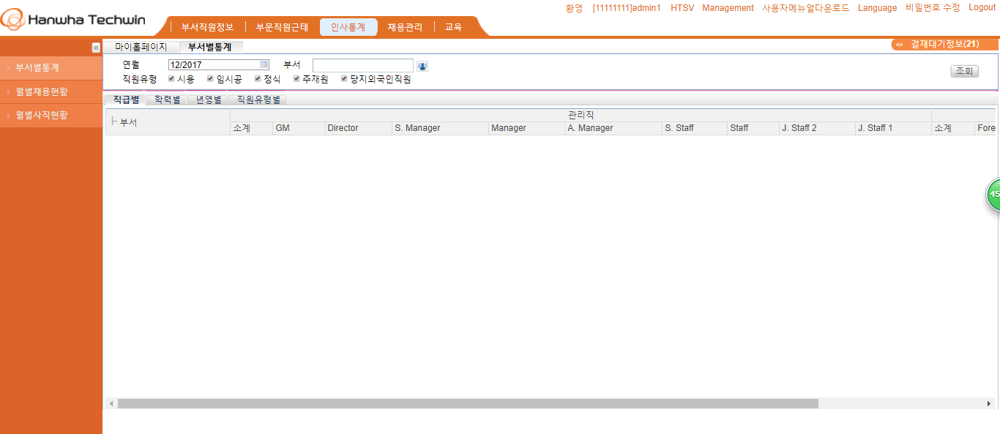 환영 [11111111]admin1 HTSV Management 사용자메뉴얼다운로드 Language 비밀번호 수정 Logout
Hanwha Techwin
부서직원정보 부문직원근태 인사통계 채용관리 교육
« 마이홈페이지 부서별통계 « 결재대기정보(21)
부서별통계
월별채용현황
월별사직현황
연월 12/2017 부서
직원유형 시용 임시공 정식 주재원 당지외국인직원
조회
직급별 학력별 년영별 직원유형별
부서 관리직
소계 GM Director S. Manager Manager A. Manager S. Staff Staff J. Staff 2 J. Staff 1 소계 Fore
45